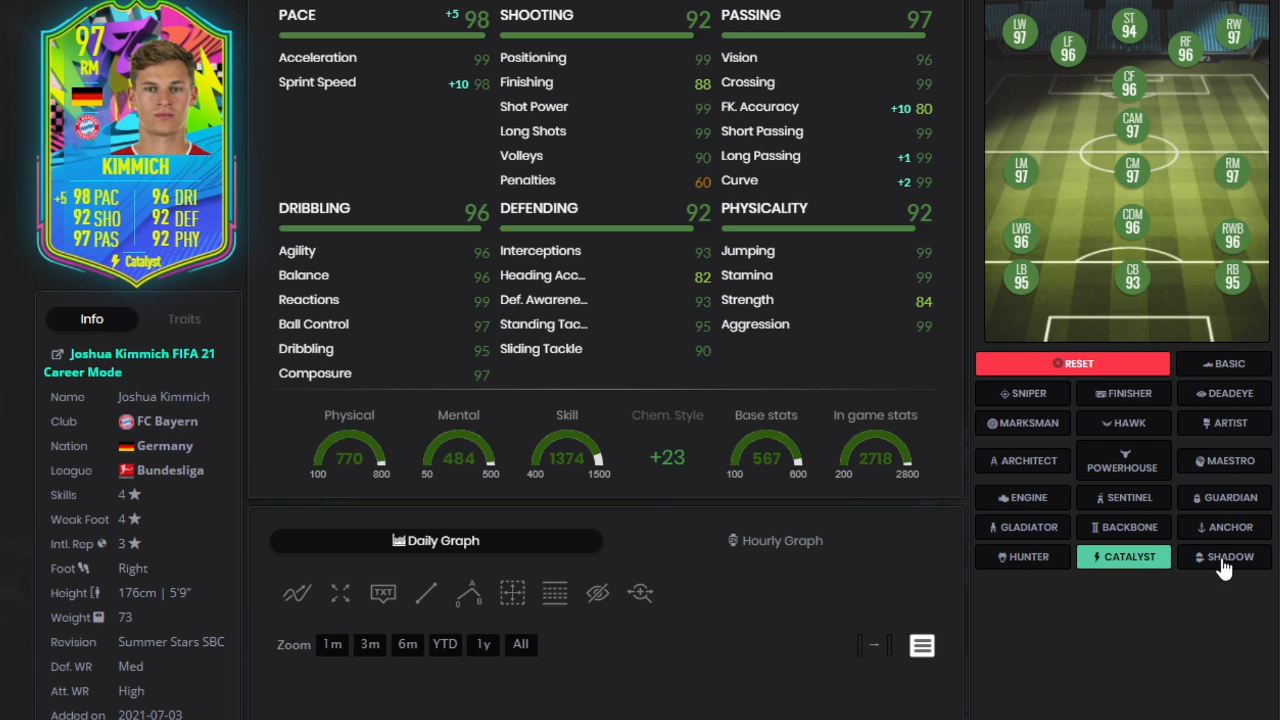 97
RM
KIMMICH
+5 98 PAC 96 DRI
92 SHO 92 DEF
97 PAS 92 PHY
Catalyst
Info Traits
Joshua Kimmich FIFA 21
Career Mode
Name Joshua Kimmich
Club FC Bayern
Nation Germany
League Bundesliga
Skills 4
Weak Foot 4
Intl. Rep 3
Foot Right
Height 176cm | 5'9"
Weight 73
Revision Summer Stars SBC
Def. WR Med
Att. WR High
Added on 2021-07-03
PACE +5 98
Acceleration 99
Sprint Speed +10 98
SHOOTING 92
Positioning 99
Finishing 88
Shot Power 99
Long Shots 99
Volleys 90
Penalties 60
PASSING 97
Vision 96
Crossing 99
FK. Accuracy +10 80
Short Passing 99
Long Passing +1 99
Curve +2 99
DRIBBLING 96
Agility 96
Balance 96
Reactions 99
Ball Control 97
Dribbling 95
Composure 97
DEFENDING 92
Interceptions 93
Heading Acc... 82
Def. Awarene... 93
Standing Tac... 95
Sliding Tackle 90
PHYSICALITY 92
Jumping 99
Stamina 99
Strength 84
Aggression 99
Physical Mental Skill Chem. Style Base stats In game stats
770 484 1374 +23 567 2718
100 800 50 500 400 1500 100 600 200 2800
Daily Graph Hourly Graph
TXT
A
0 B
Zoom 1m 3m 6m YTD 1y All
→
LW
97
LF
96
ST
94
RF
96
RW
97
CF
96
CAM
97
LM
97
CM
97
RM
97
LWB
96
CDM
96
RWB
96
LB
95
CB
93
RB
95
RESET BASIC
SNIPER FINISHER DEADEYE
MARKSMAN HAWK ARTIST
ARCHITECT POWERHOUSE MAESTRO
ENGINE SENTINEL GUARDIAN
GLADIATOR BACKBONE ANCHOR
HUNTER CATALYST SHADOW